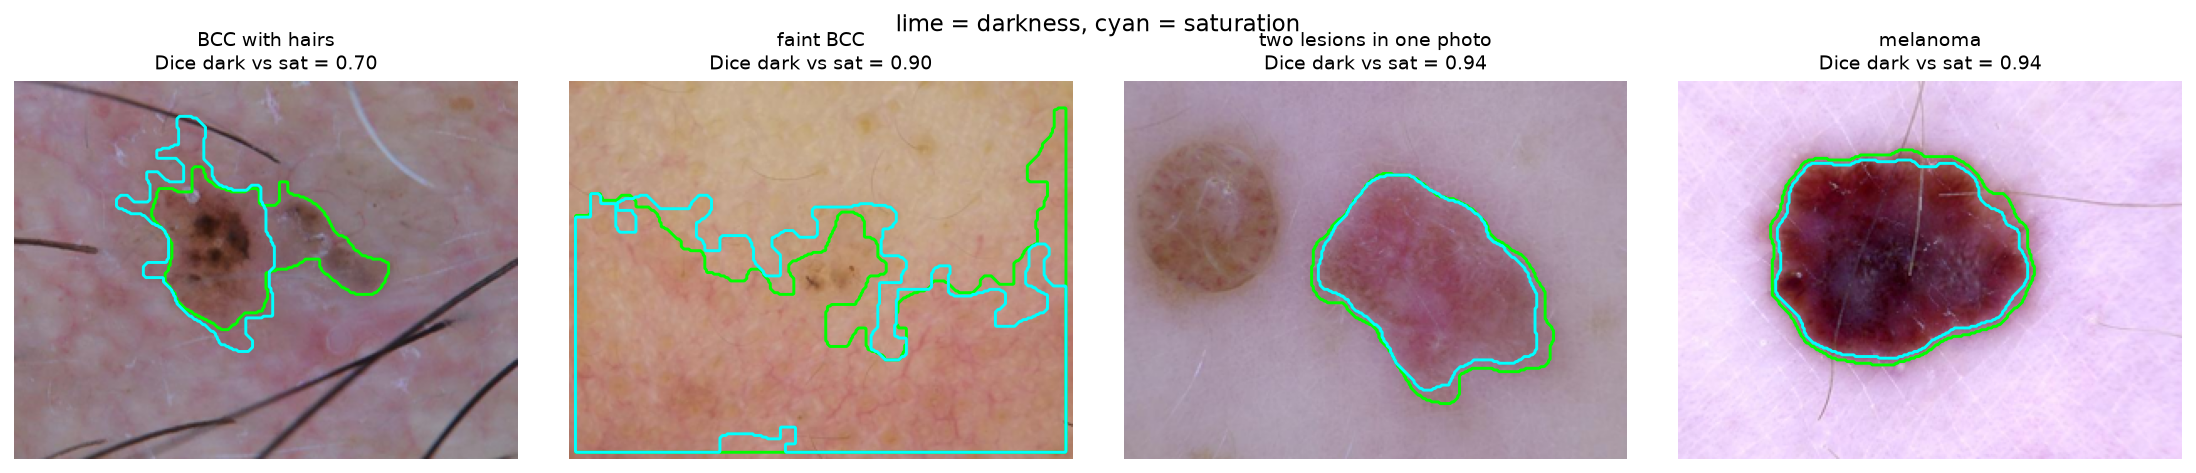 lime = darkness, cyan = saturation
BCC with hairs
Dice dark vs sat = 0.70
faint BCC
Dice dark vs sat = 0.90
two lesions in one photo
Dice dark vs sat = 0.94
melanoma
Dice dark vs sat = 0.94